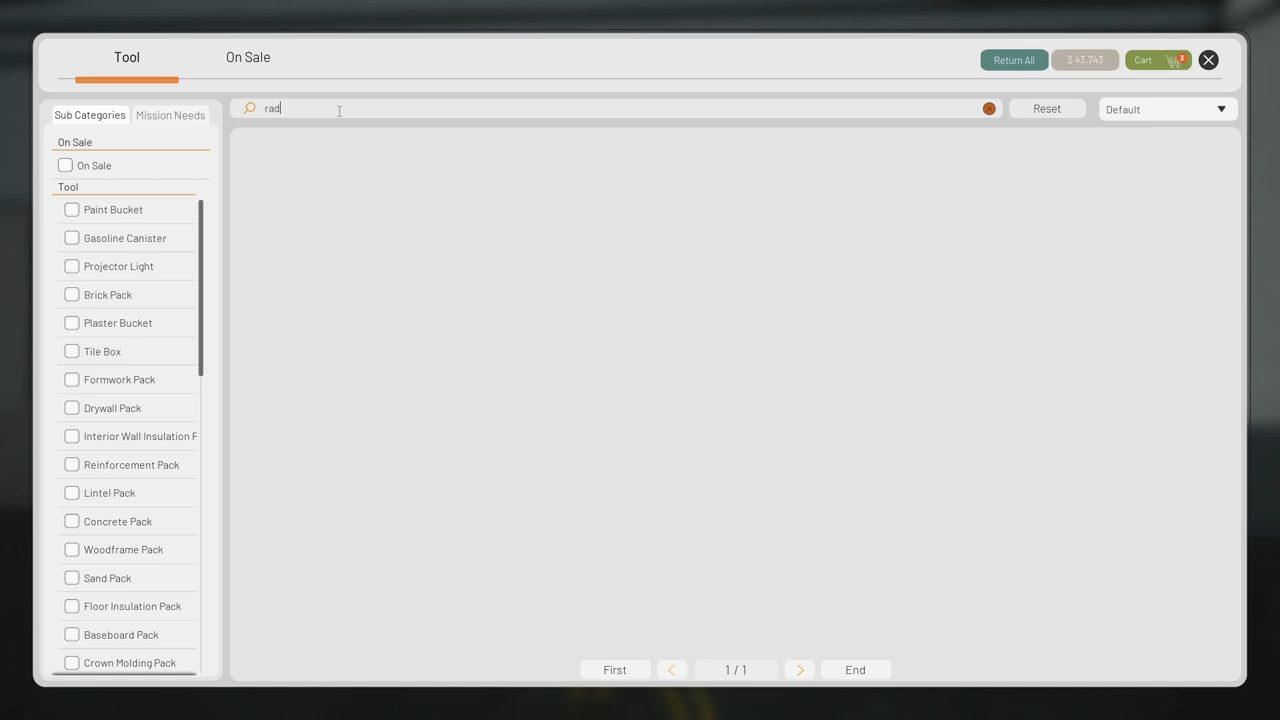 Tool
On Sale
Return All
$ 43,743
Cart
3
Sub Categories
Mission Needs
rad
Reset
Default
On Sale
On Sale
Tool
Paint Bucket
Gasoline Canister
Projector Light
Brick Pack
Plaster Bucket
Tile Box
Formwork Pack
Drywall Pack
Interior Wall Insulation F
Reinforcement Pack
Lintel Pack
Concrete Pack
Woodframe Pack
Sand Pack
Floor Insulation Pack
Baseboard Pack
Crown Molding Pack
First
1 / 1
End